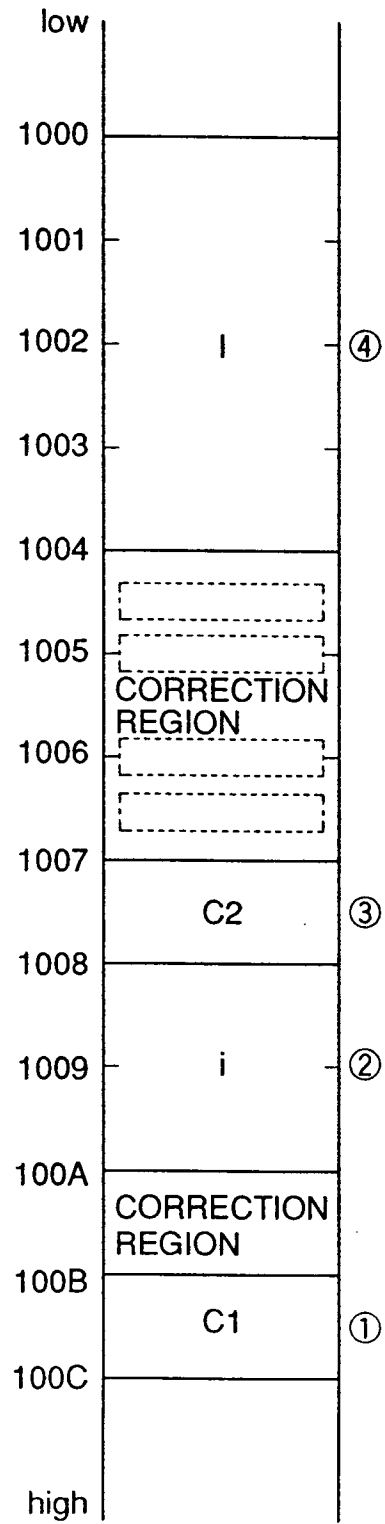 low
1000
1001
1002 l ④
1003
1004
1005
CORRECTION
REGION
1006
1007
C2 ③
1008
1009 i ②
100A
CORRECTION
REGION
100B
C1 ①
100C
high